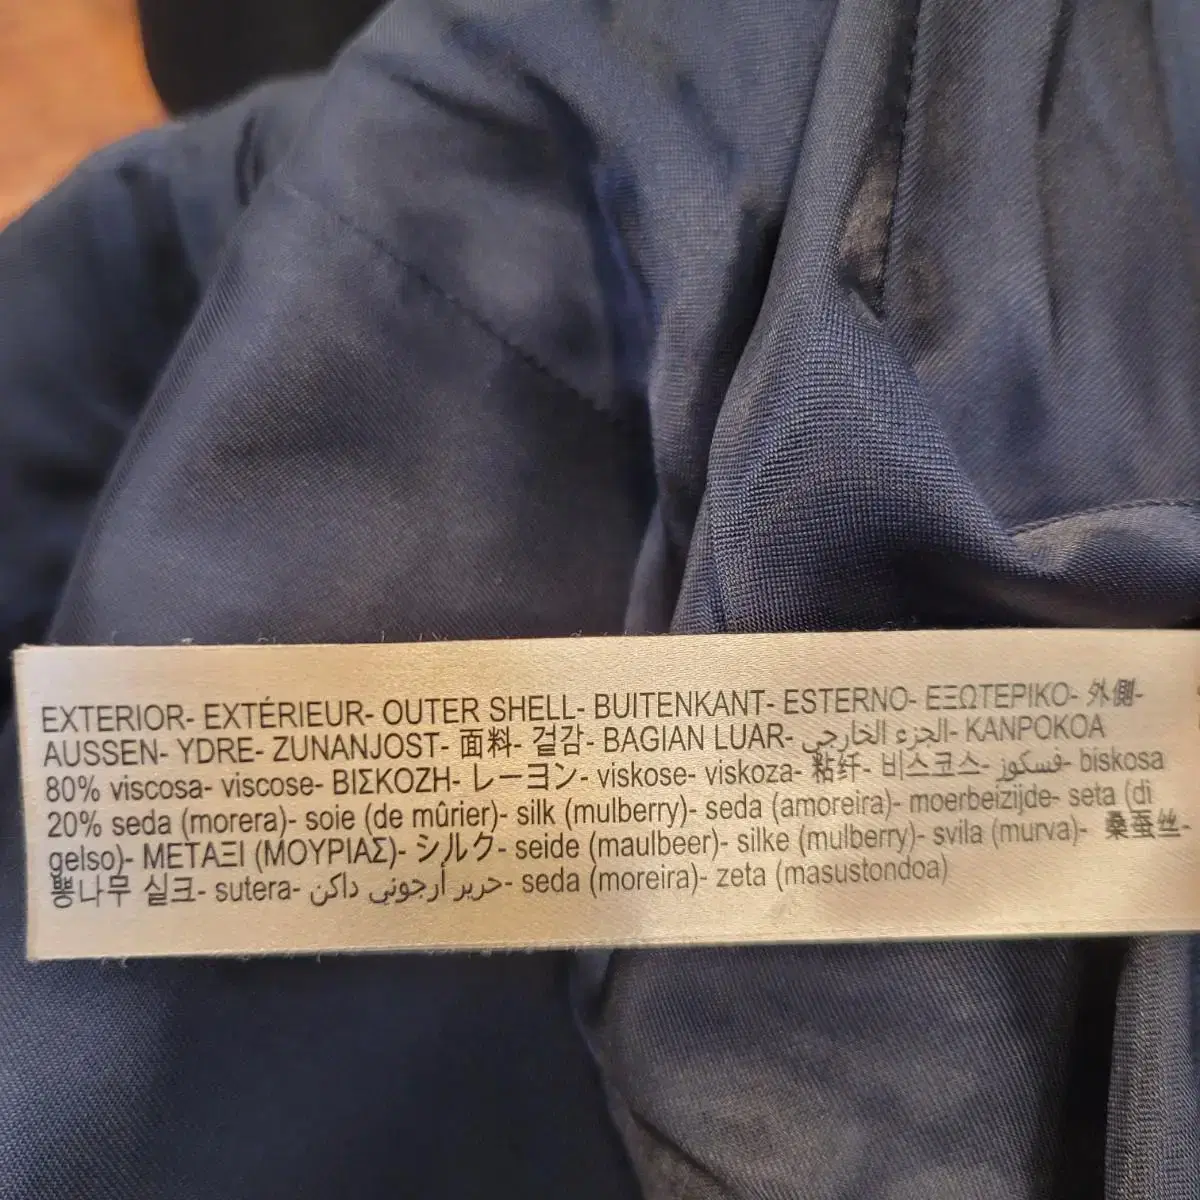 EXTERIOR- EXTÉRIEUR- OUTER SHELL- BUITENKANT- ESTERNO- ΕΞΩΤΕΡΙΚΟ- 外側-
AUSSEN- YDRE- ZUNANJOST- 面料- 겉감- BAGIAN LUAR- الجزء الخارجي- KANPOKOA
80% viscosa- viscose- ΒΙΣΚΟΖΗ- レーヨン- viskose- viskoza- 粘纤- 비스코스- فسكوز- biskosa
20% seda (morera)- soie (de mûrier)- silk (mulberry)- seda (amoreira)- moerbeizijde- seta (di
gelso)- ΜΕΤΑΞΙ (ΜΟΥΡΙΑΣ)- シルク- seide (maulbeer)- silke (mulberry)- svila (murva)- 桑蚕丝-
뽕나무 실크- sutera- حرير أرجوني داكن- seda (moreira)- zeta (masustondoa)